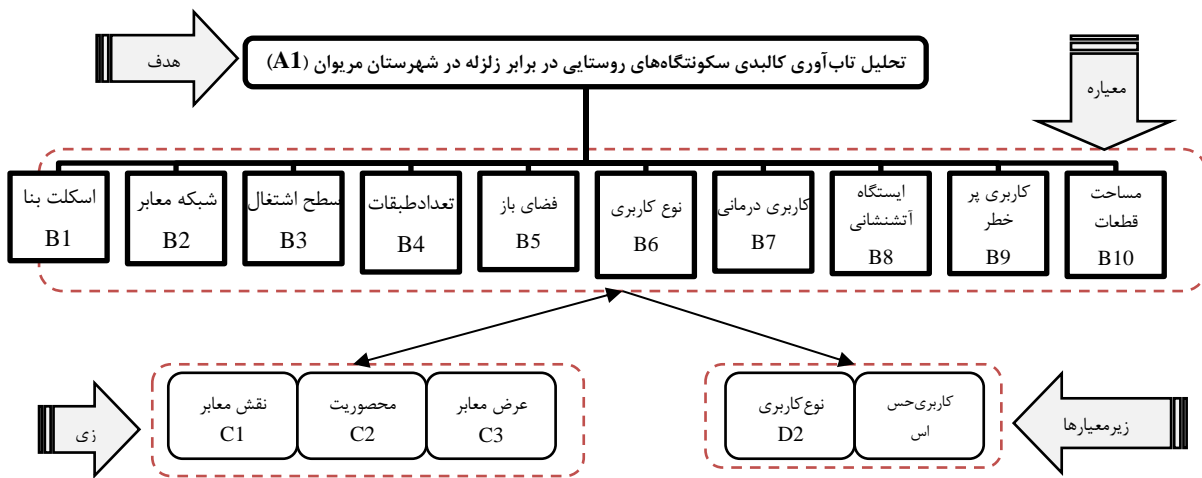 هدف
تحلیل تاب‌آوری کالبدی سکونتگاه‌های روستایی در برابر زلزله در شهرستان مریوان (A1)
معیاره
اسکلت بنا
B1
شبکه معابر
B2
سطح اشتغال
B3
تعدادطبقات
B4
فضای باز
B5
نوع کاربری
B6
کاربری درمانی
B7
ایستگاه
آتشنشانی
B8
کاربری پر
خطر
B9
مساحت
قطعات
B10
زی
نقش معابر
C1
محصوریت
C2
عرض معابر
C3
نوع‌کاربری
D2
کاربری‌حس
اس
زیرمعیارها